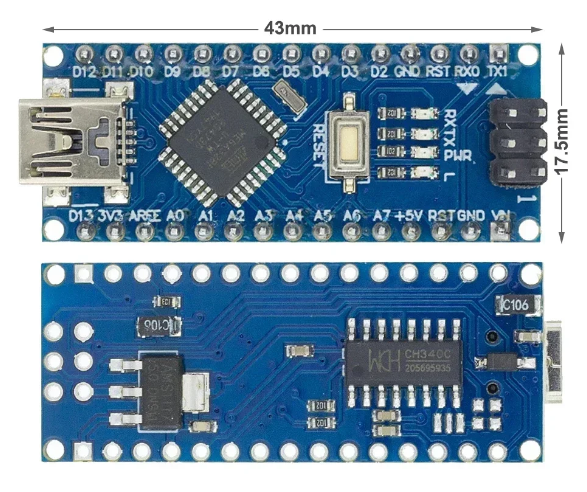 43mm
D12 D11 D10 D9 D8 D7 D6 D5 D4 D3 D2 GND RST RX0 TX1
17.5mm
RESET
RX
TX
PWR
L
1
D13 3V3 AREF A0 A1 A2 A3 A4 A5 A6 A7 +5V RST GND VIN
C106
C106
WCH
CH340C
205695935
102
102